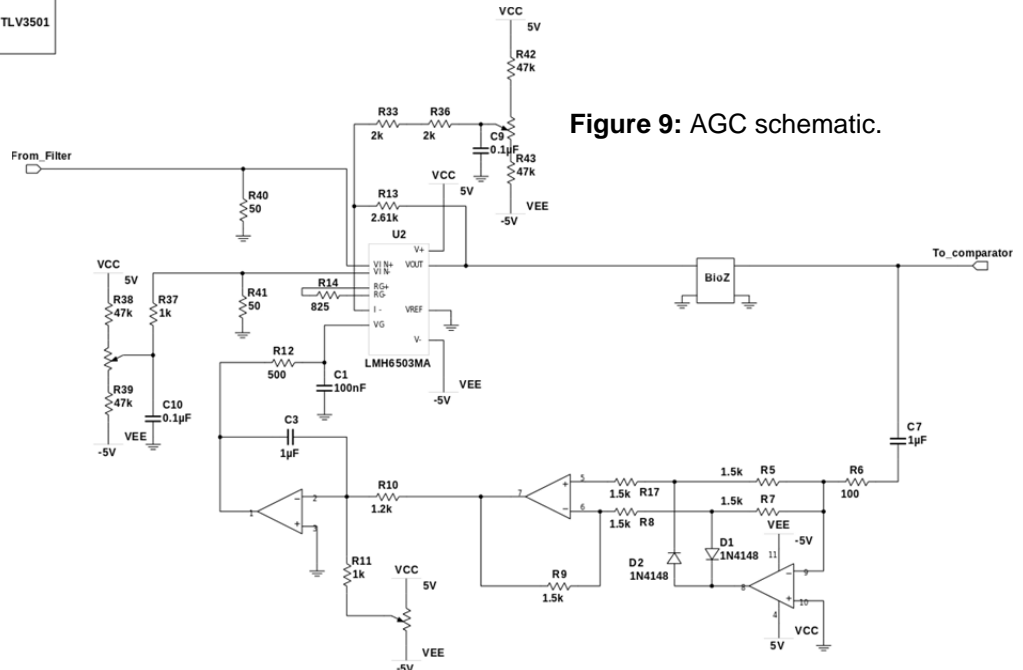 TLV3501
VCC
5V
R42
47k
R33
2k
R36
2k
C9
0.1µF
R43
47k
VEE
-5V
Figure 9: AGC schematic.
From_Filter
R40
50
VCC
5V
R13
2.61k
U2
V+
VIN+
VIN-
VOUT
RG+
RG-
I -
VREF
VG
V-
LMH6503MA
R14
825
VEE
-5V
BioZ
To_comparator
VCC
5V
R38
47k
R37
1k
R41
50
R39
47k
C10
0.1µF
VEE
-5V
R12
500
C1
100nF
C3
1µF
C7
1µF
R10
1.2k
1
2
3
R11
1k
VCC
5V
VEE
-5V
7
5
6
1.5k R17
1.5k R5
R6
100
1.5k R8
1.5k R7
R9
1.5k
D2
1N4148
D1
1N4148
VEE
-5V
11
8
9
10
4
VCC
5V